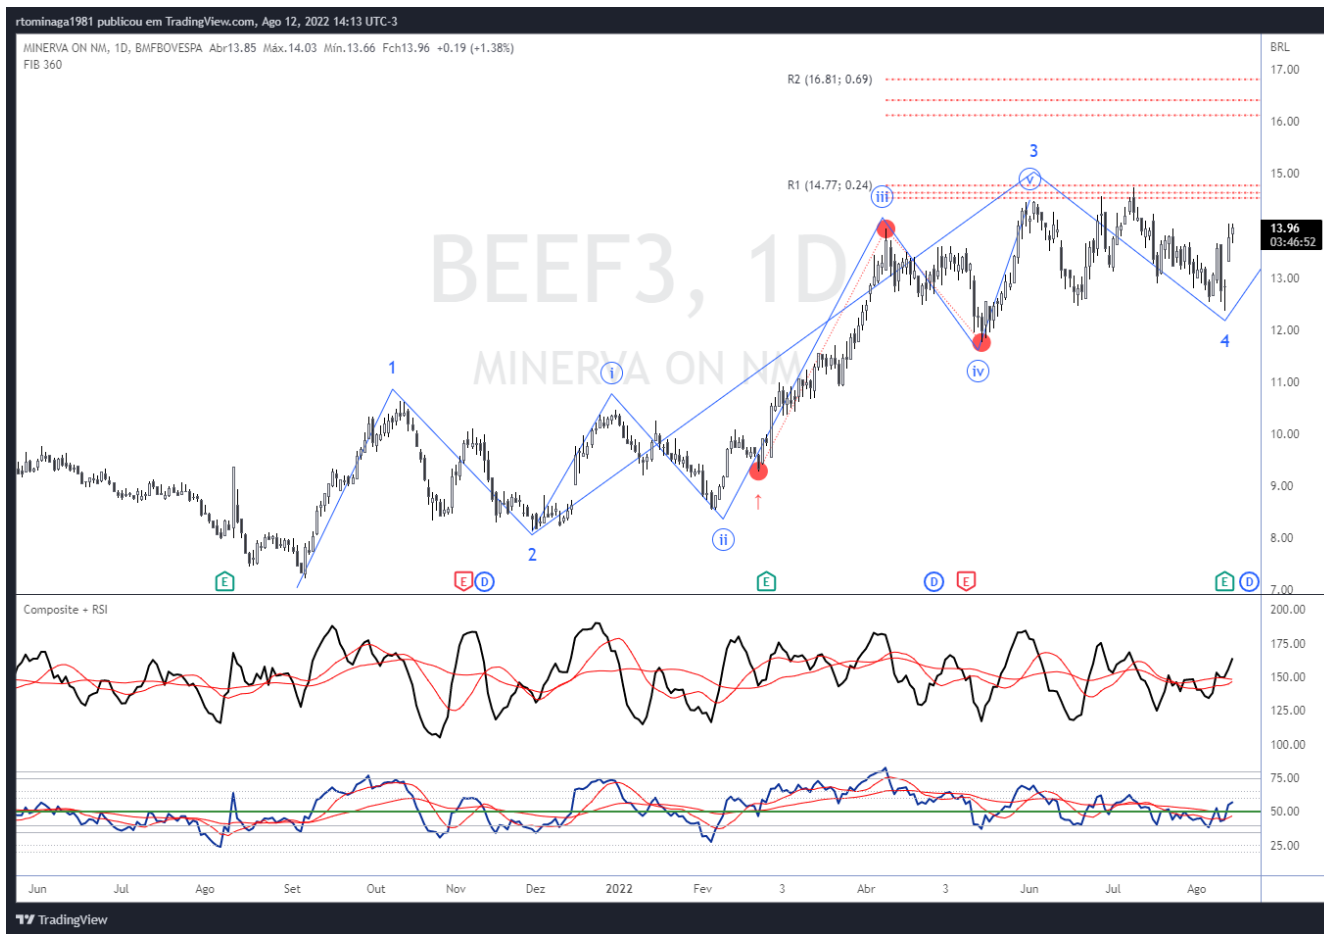 rtominaga1981 publicou em TradingView.com, Ago 12, 2022 14:13 UTC-3
MINERVA ON NM, 1D, BMFBOVESPA Abr13.85 Máx.14.03 Mín.13.66 Fch13.96 +0.19 (+1.38%)
BRL
FIB 360
17.00
R2 (16.81; 0.69)
16.00
3
15.00
R1 (14.77; 0.24)
v
iii
13.96
03:46:52
BEEF3, 1D
13.00
12.00
4
MINERVA ON NM
1
i
iv
11.00
10.00
9.00
↑
2
ii
8.00
E
E
D
E
D
E
E
D
7.00
Composite + RSI
200.00
175.00
150.00
125.00
100.00
75.00
50.00
25.00
Jun Jul Ago Set Out Nov Dez 2022 Fev 3 Abr 3 Jun Jul Ago
TradingView